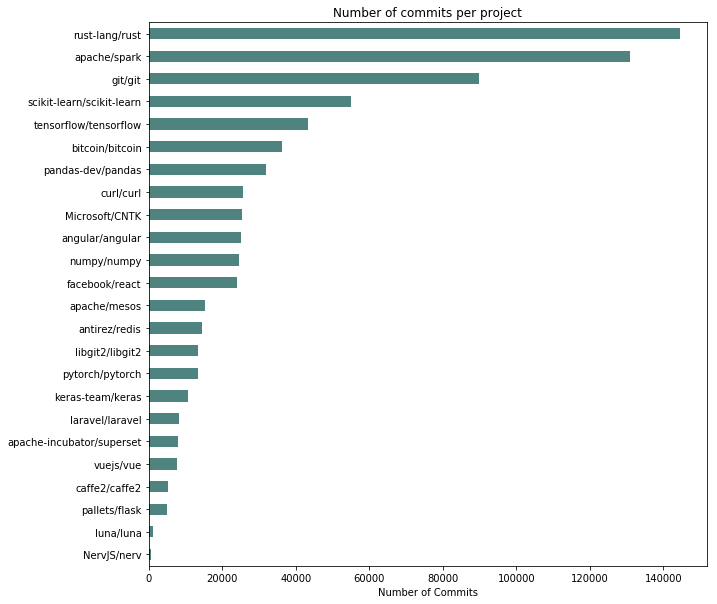 Number of commits per project
rust-lang/rust
apache/spark
git/git
scikit-learn/scikit-learn
tensorflow/tensorflow
bitcoin/bitcoin
pandas-dev/pandas
curl/curl
Microsoft/CNTK
angular/angular
numpy/numpy
facebook/react
apache/mesos
antirez/redis
libgit2/libgit2
pytorch/pytorch
keras-team/keras
laravel/laravel
apache-incubator/superset
vuejs/vue
caffe2/caffe2
pallets/flask
luna/luna
NervJS/nerv
0 20000 40000 60000 80000 100000 120000 140000
Number of Commits